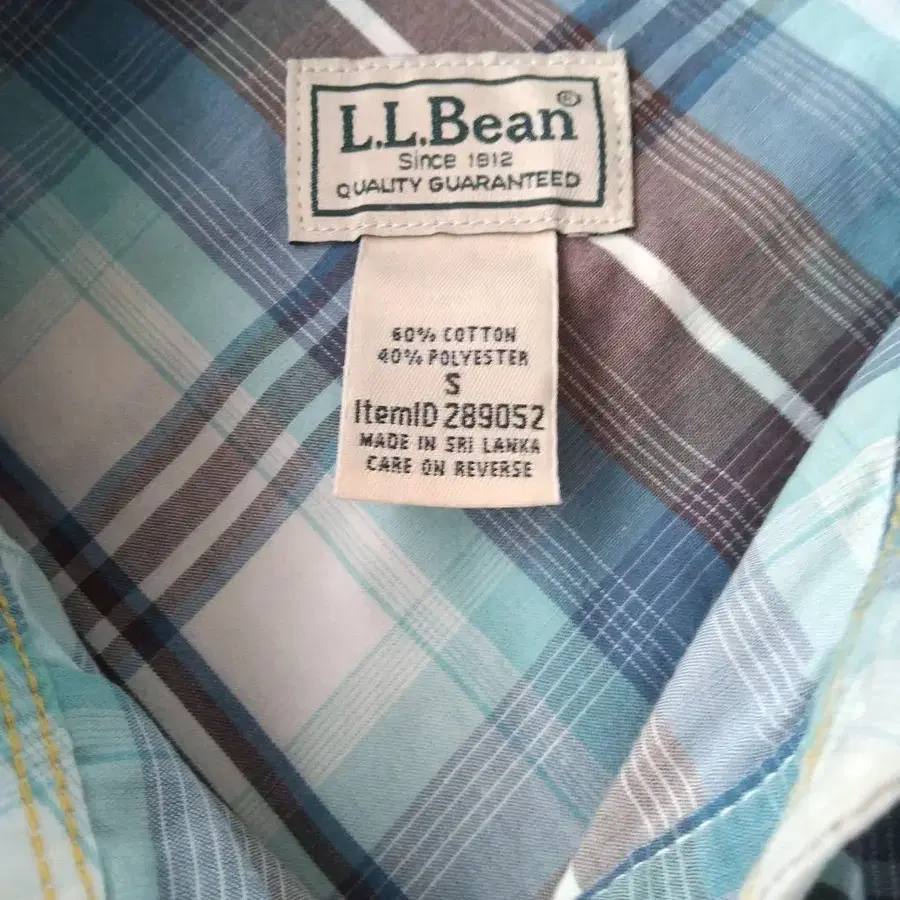 L.L.Bean®
Since 1912
QUALITY GUARANTEED
60% COTTON
40% POLYESTER
S
ItemID 289052
MADE IN SRI LANKA
CARE ON REVERSE